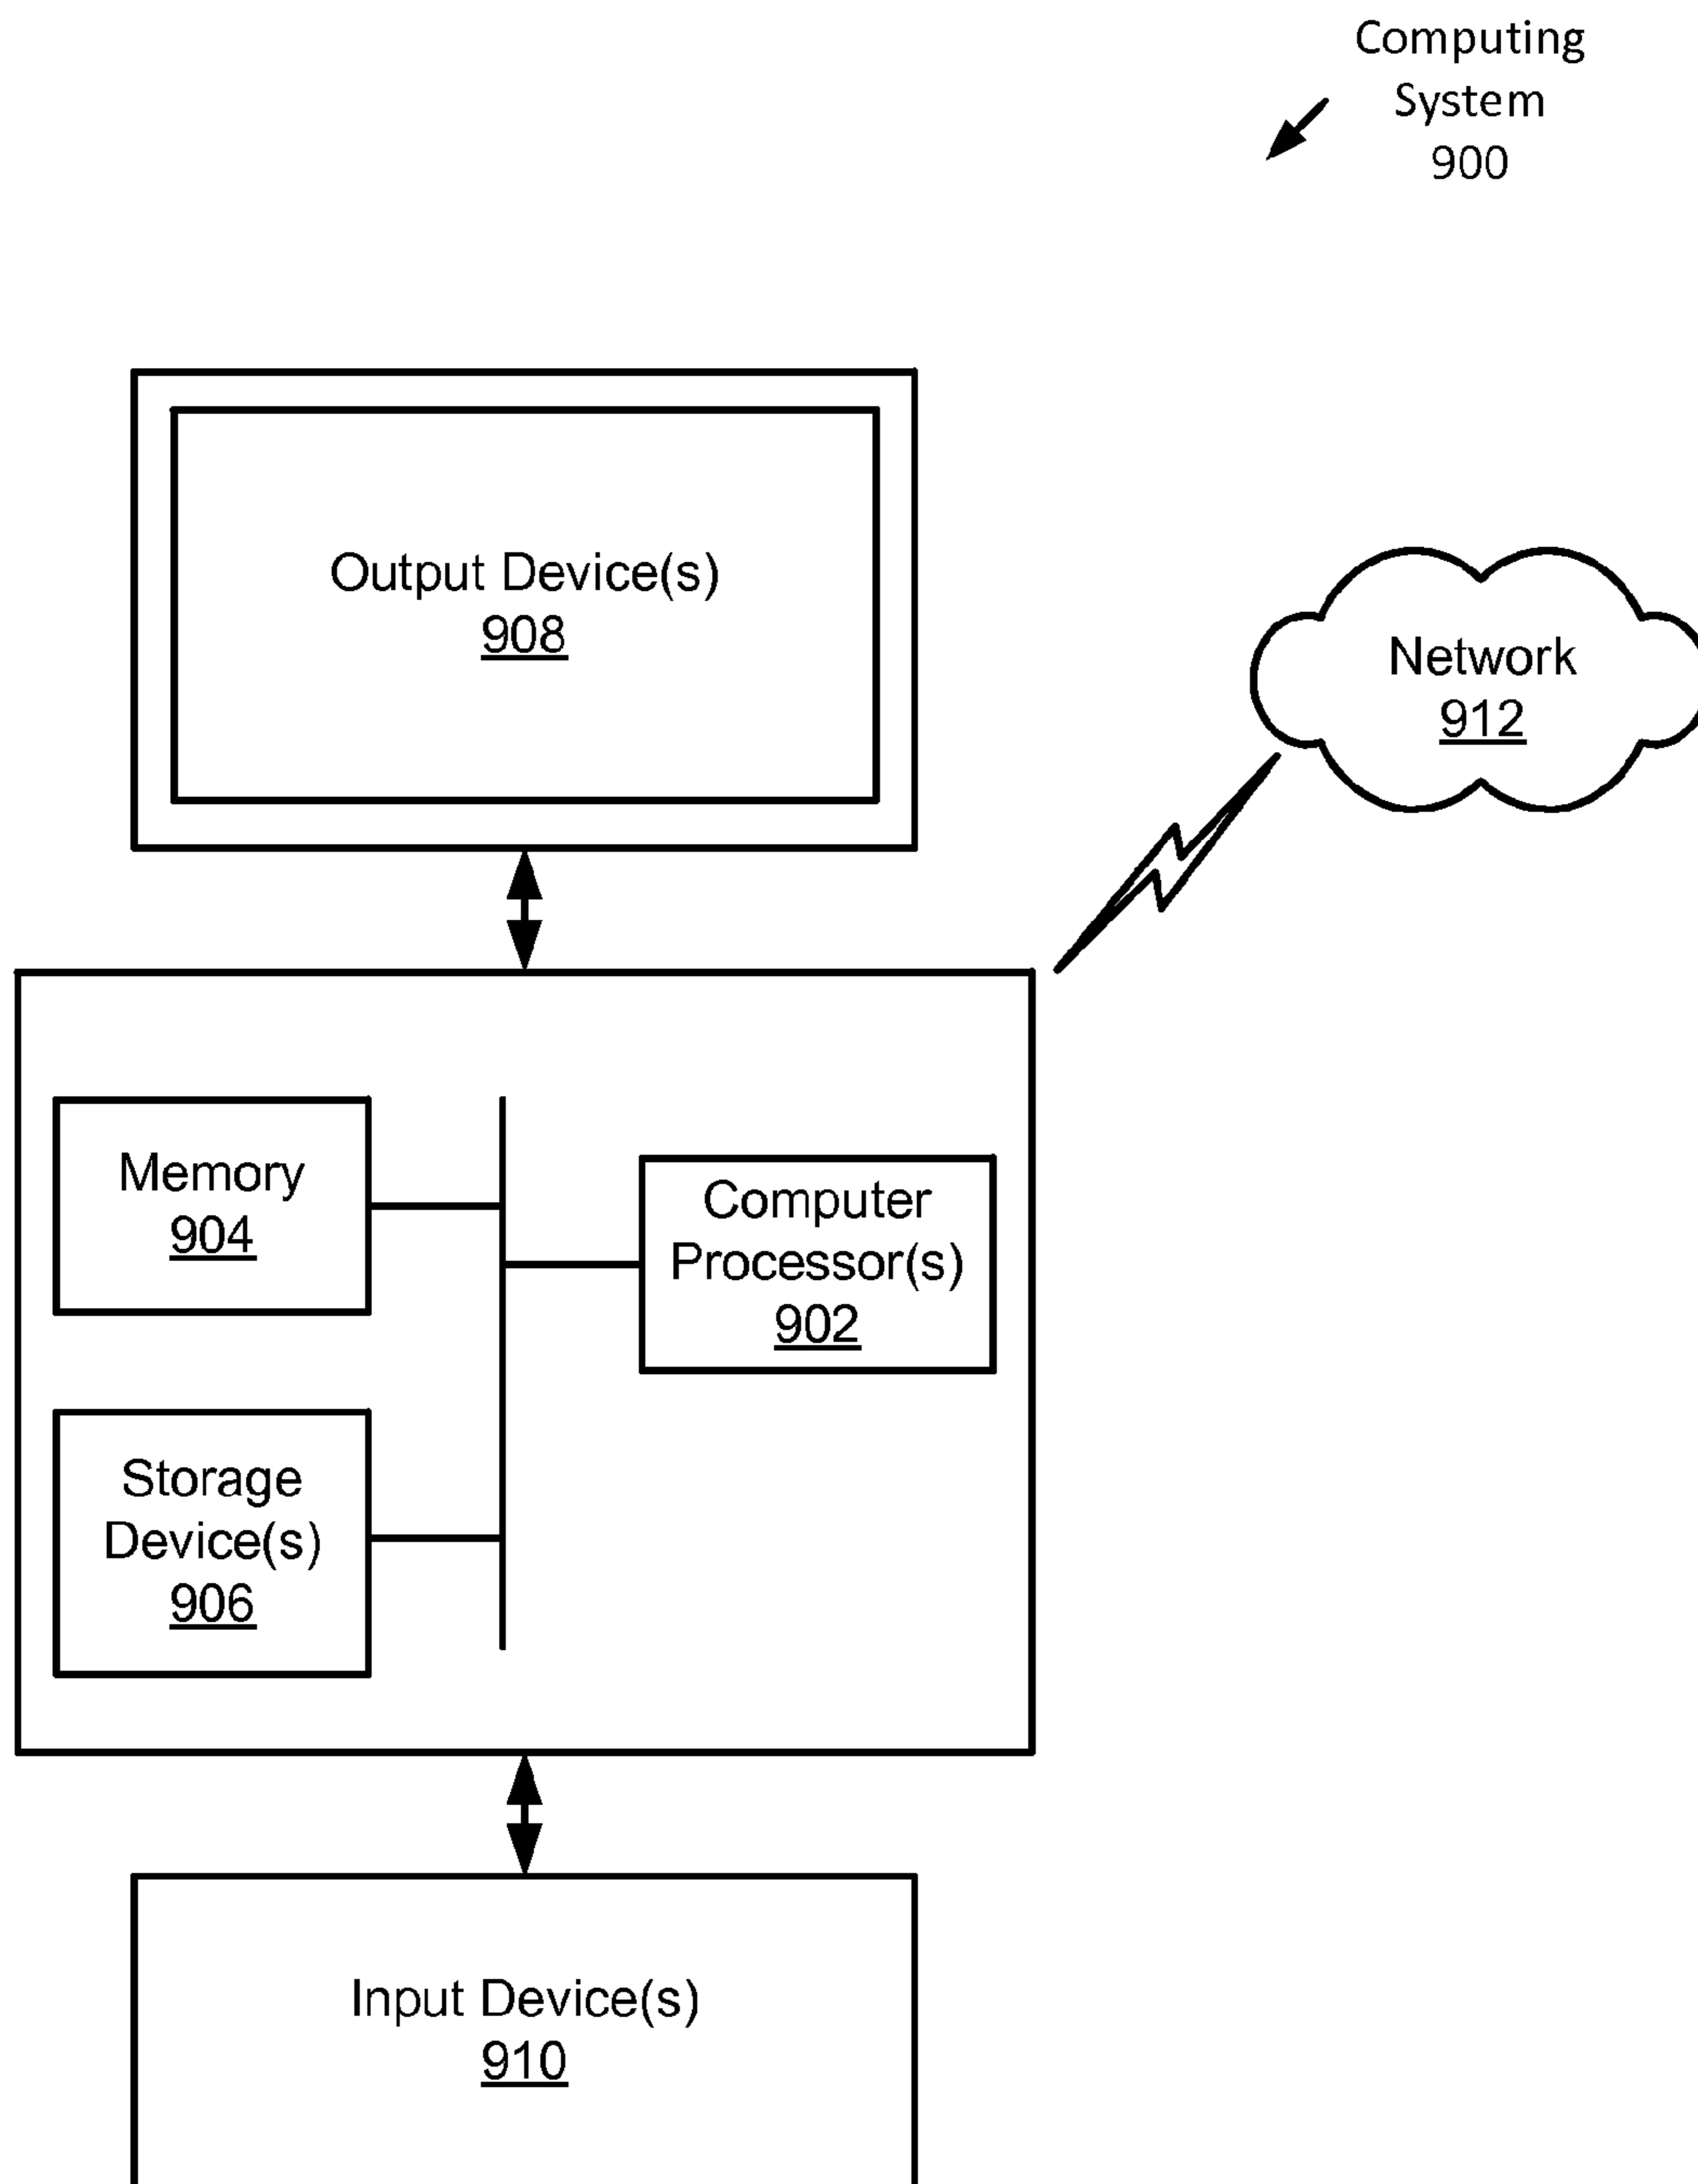 Computing
System
900
Output Device(s)
908
Network
912
Memory
904
Computer
Processor(s)
902
Storage
Device(s)
906
Input Device(s)
910